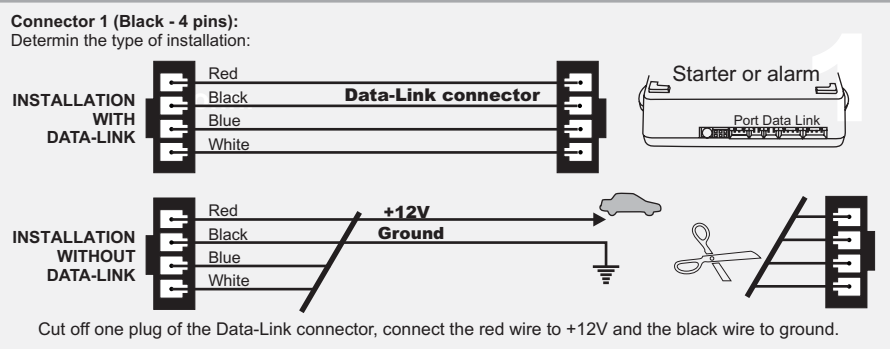 Connector 1 (Black - 4 pins):
Determin the type of installation:
1
INSTALLATION
WITH
DATA-LINK
Red
Black
Blue
White
Data-Link connector
Starter or alarm
Port Data Link
INSTALLATION
WITHOUT
DATA-LINK
Red
Black
Blue
White
+12V
Ground
Cut off one plug of the Data-Link connector, connect the red wire to +12V and the black wire to ground.